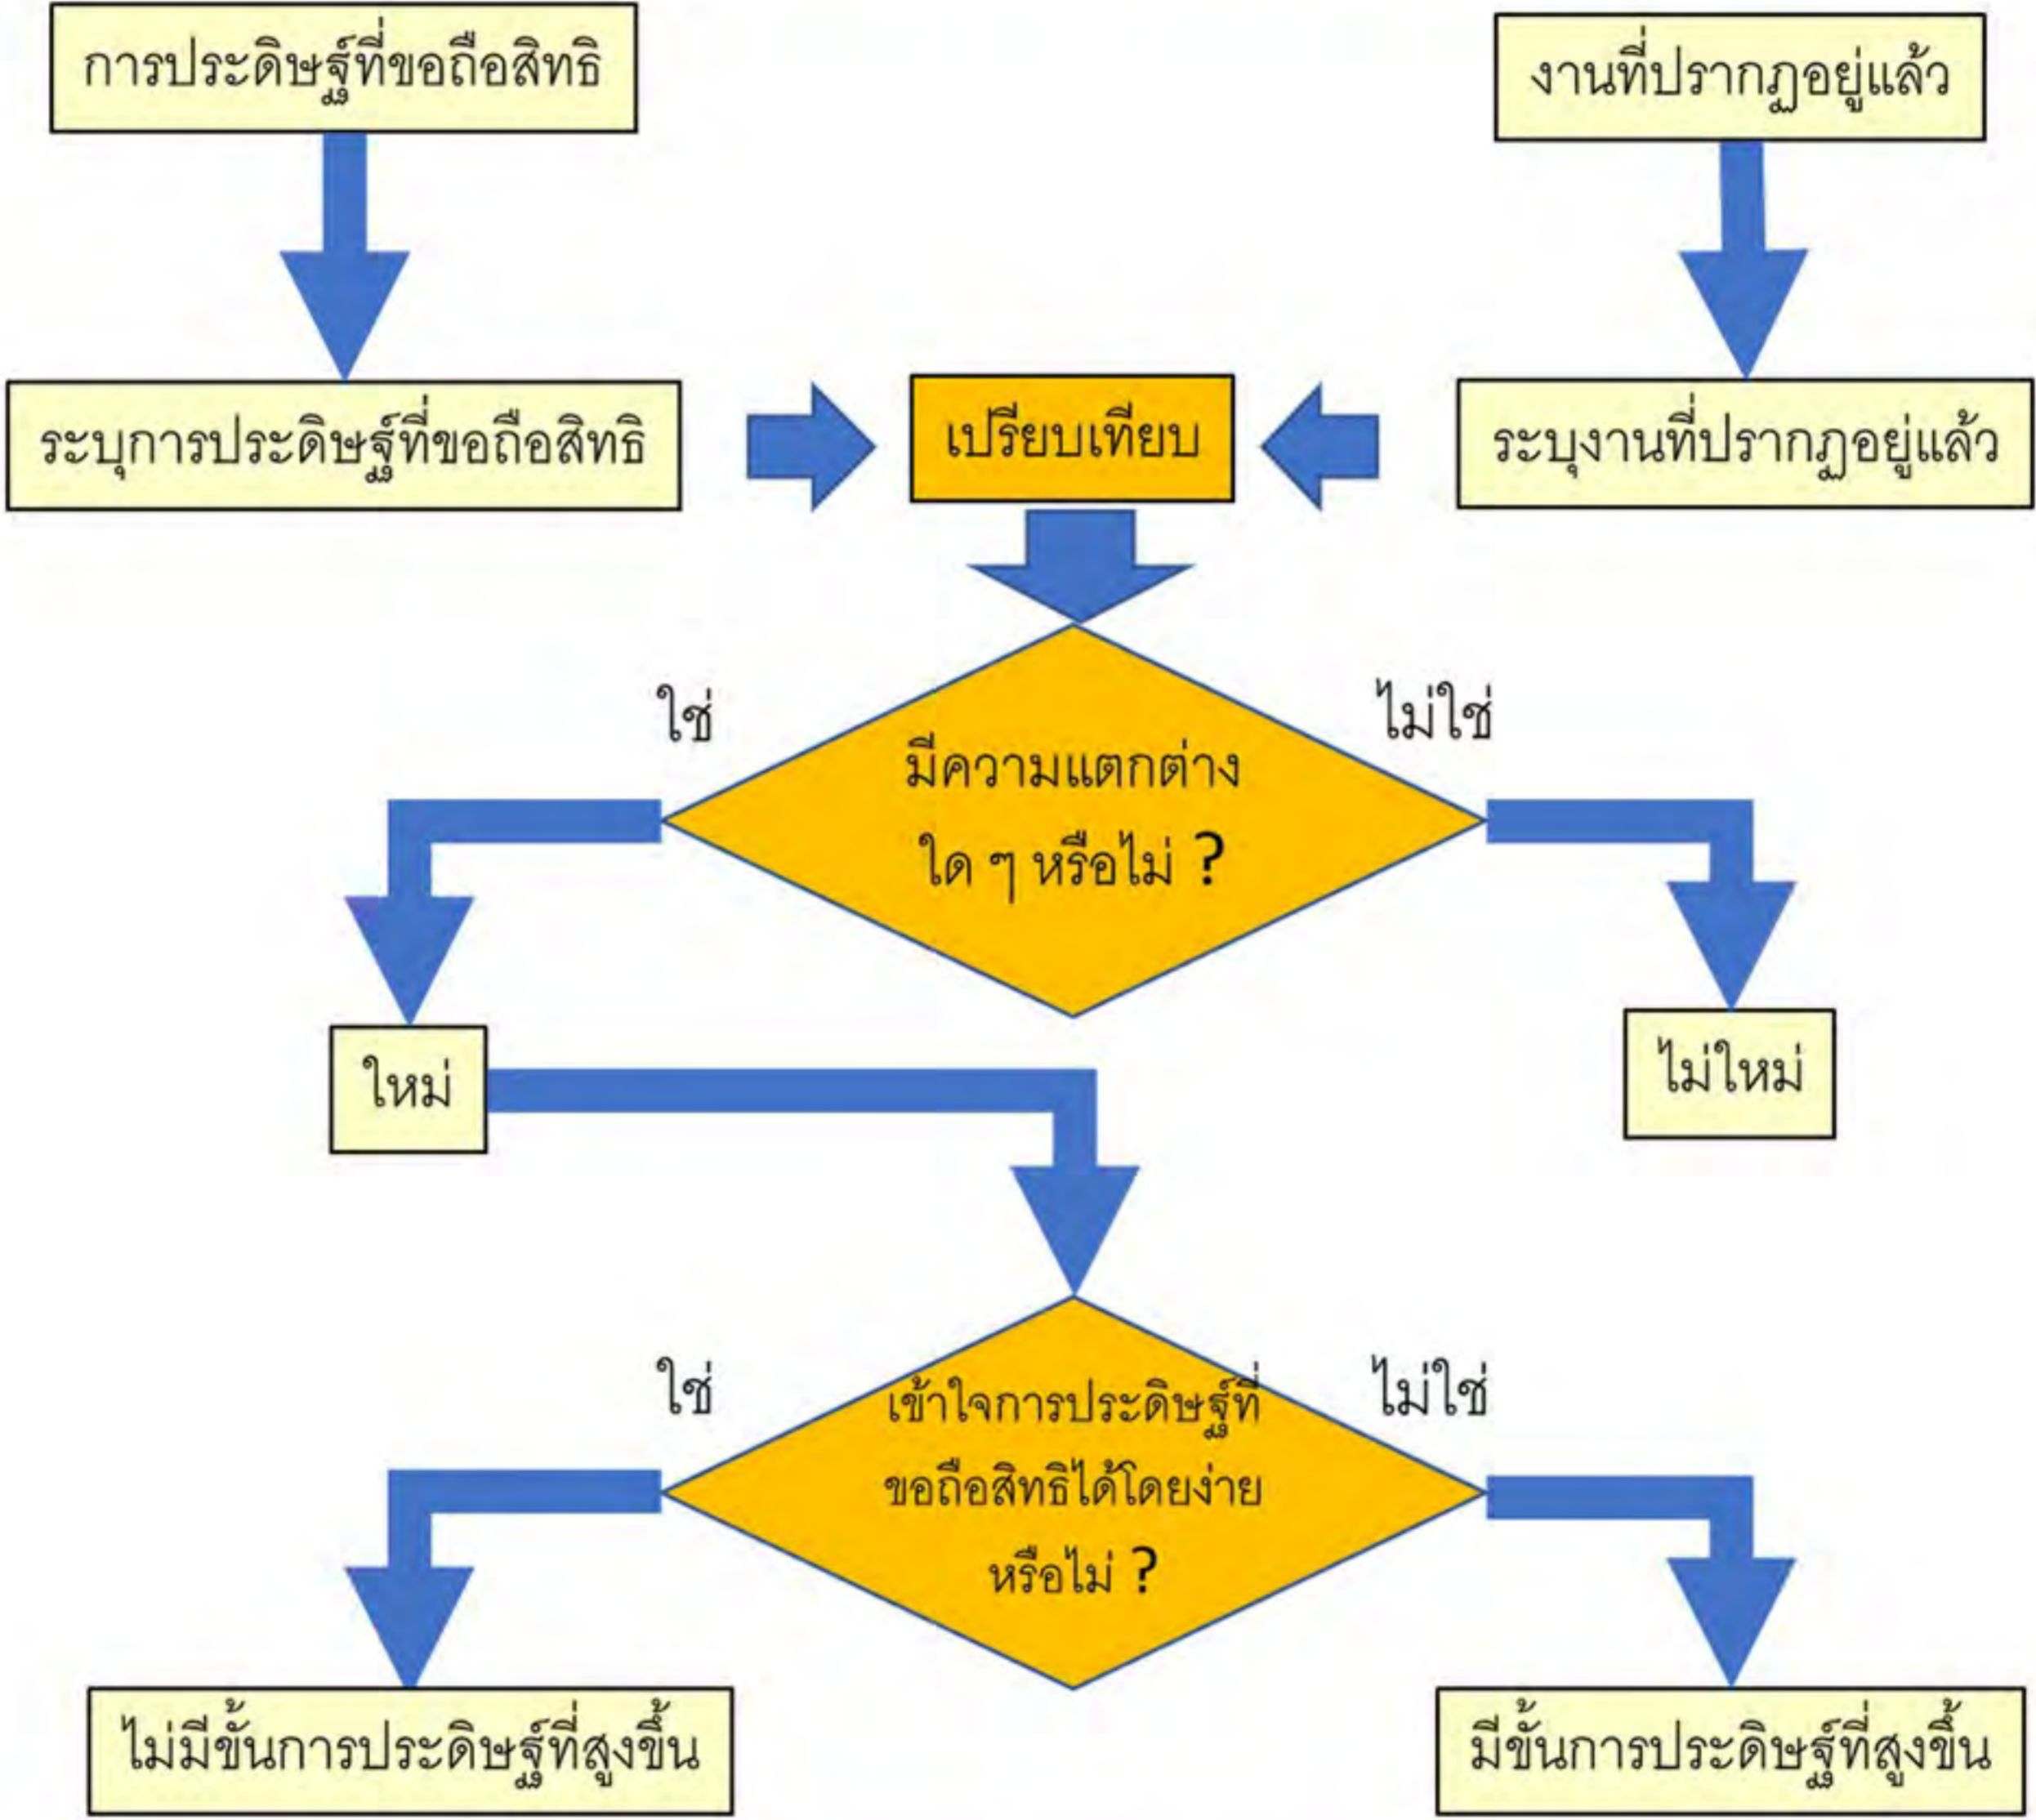 การประดิษฐ์ที่ขอถือสิทธิ
งานที่ปรากฏอยู่แล้ว
ระบุการประดิษฐ์ที่ขอถือสิทธิ
เปรียบเทียบ
ระบุงานที่ปรากฏอยู่แล้ว
ใช่
ไม่ใช่
มีความแตกต่าง
ใด ๆ หรือไม่ ?
ใหม่
ไม่ใหม่
ใช่
ไม่ใช่
เข้าใจการประดิษฐ์ที่
ขอถือสิทธิได้โดยง่าย
หรือไม่ ?
ไม่มีขั้นการประดิษฐ์ที่สูงขึ้น
มีขั้นการประดิษฐ์ที่สูงขึ้น